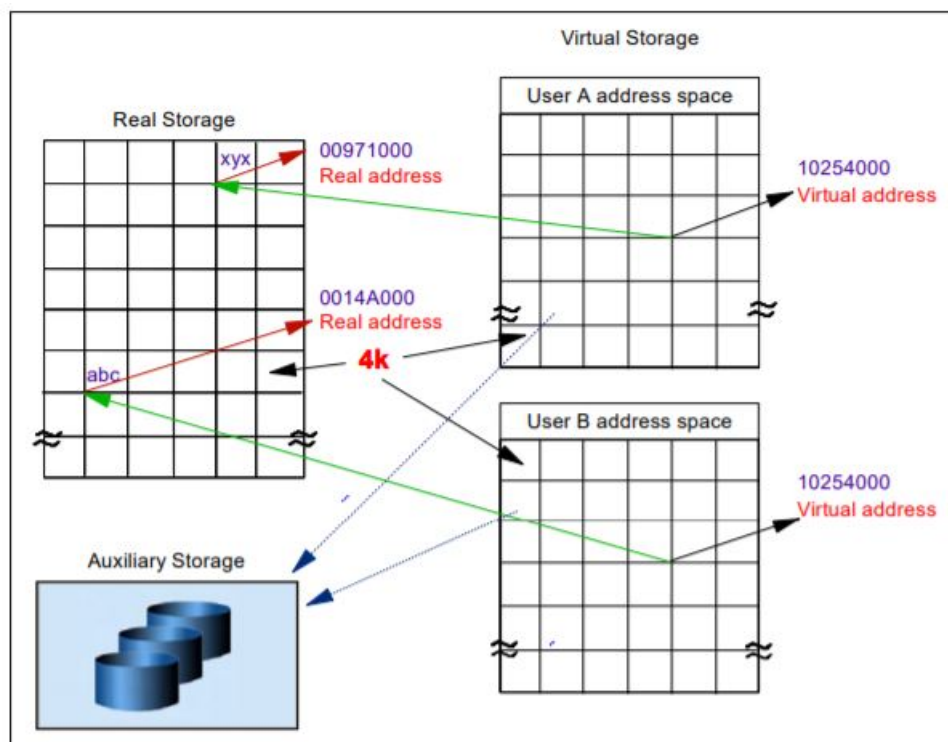 Virtual Storage
User A address space
Real Storage
xyx
00971000
Real address
10254000
Virtual address
0014A000
Real address
4k
abc
User B address space
10254000
Virtual address
Auxiliary Storage